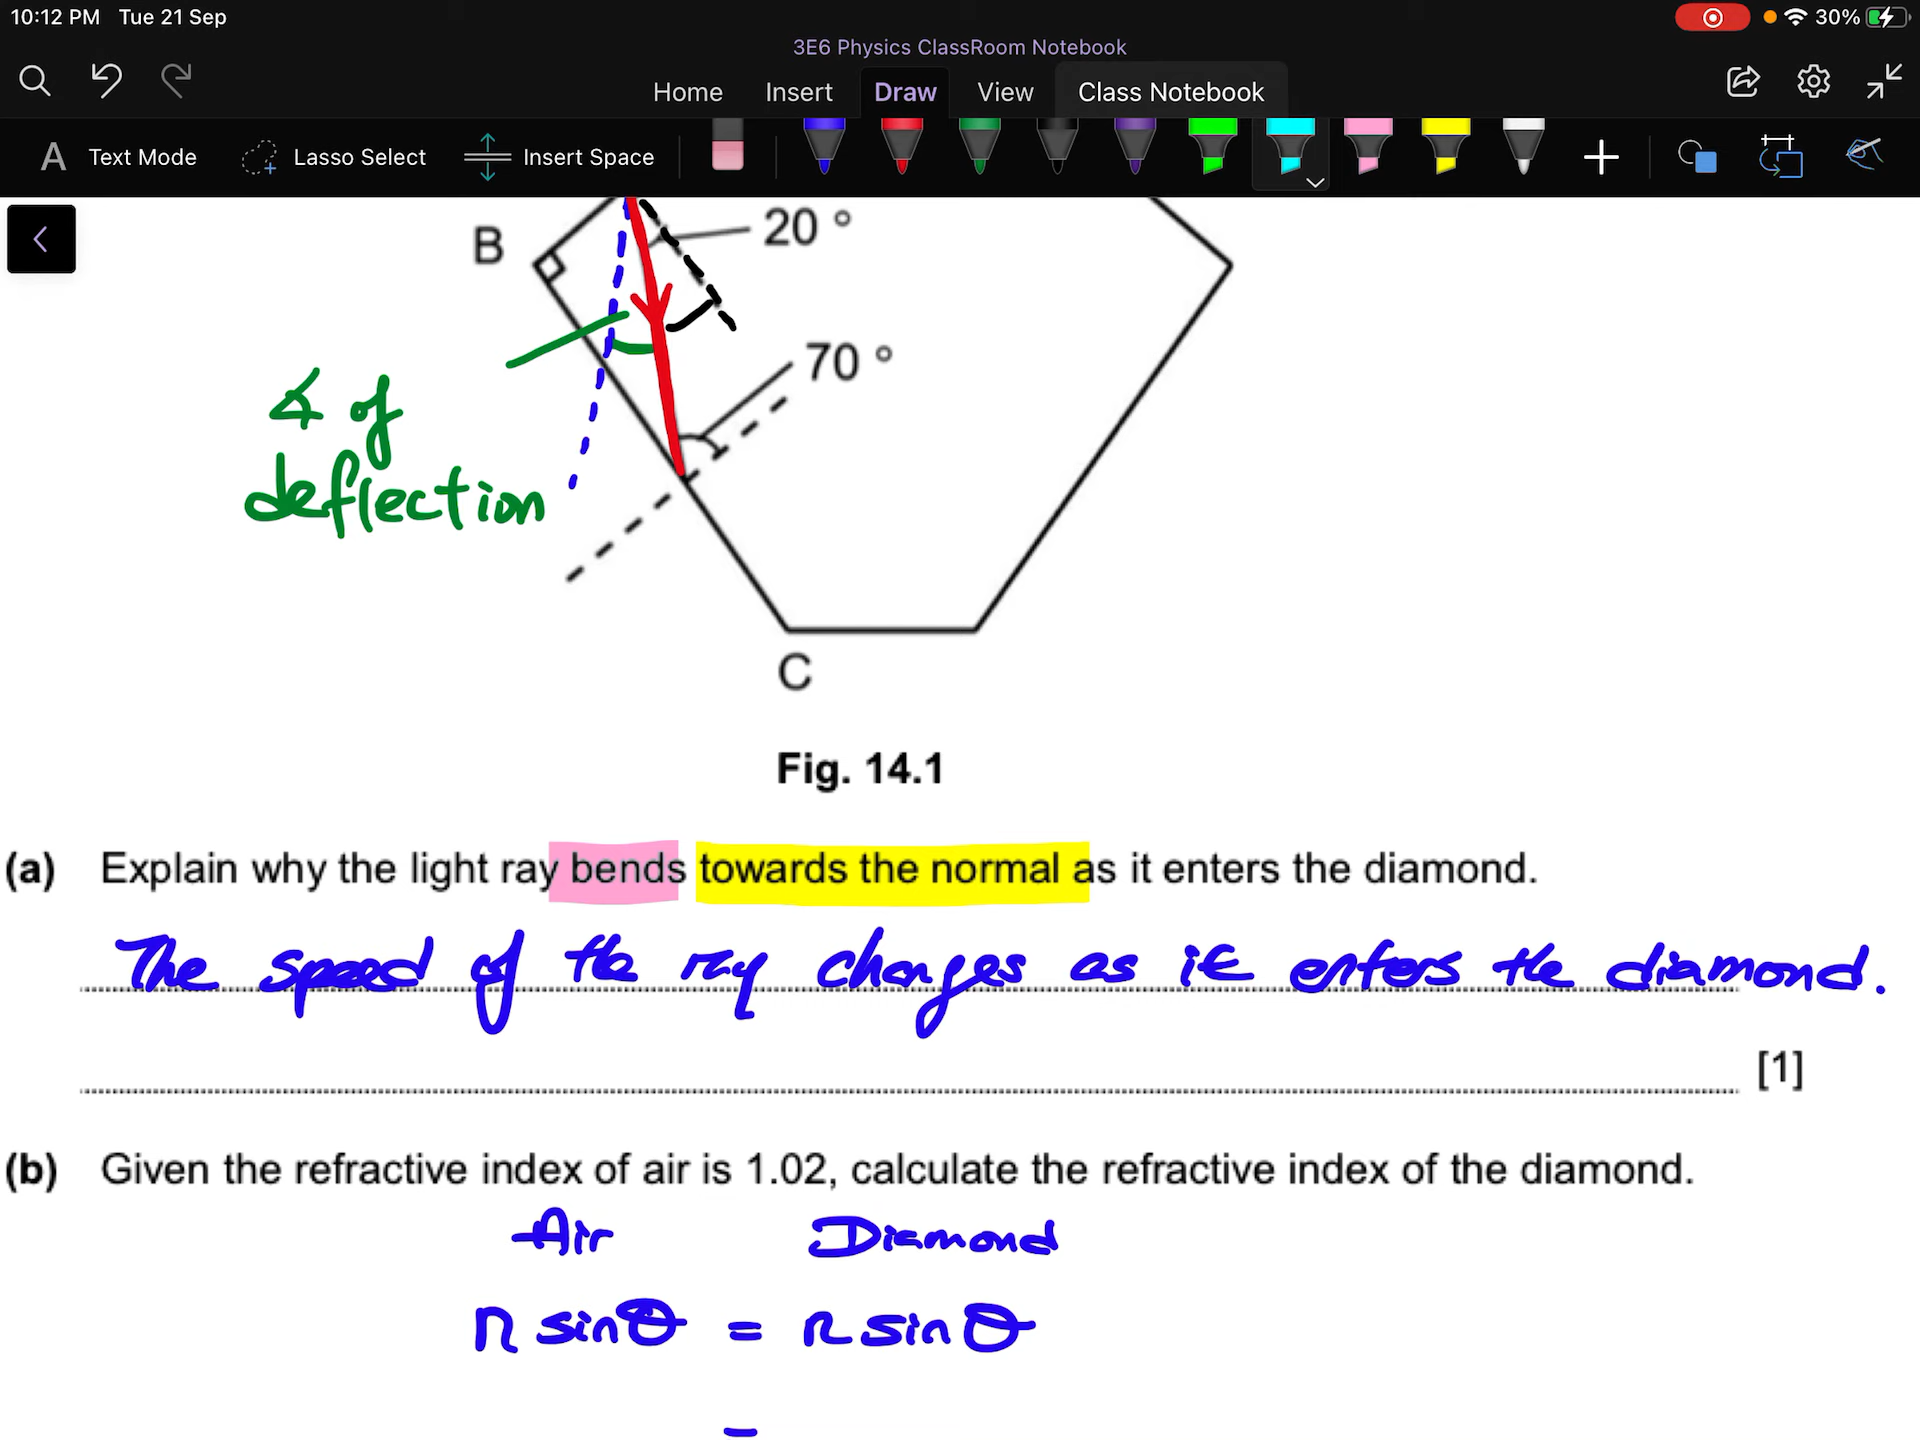 10:12 PM Tue 21 Sep
30%
3E6 Physics ClassRoom Notebook
Home Insert Draw View Class Notebook
A Text Mode Lasso Select Insert Space
B
20 °
70 °
∡ of
deflection
C
Fig. 14.1
(a) Explain why the light ray bends towards the normal as it enters the diamond.
The speed of the ray changes as it enters the diamond.
[1]
(b) Given the refractive index of air is 1.02, calculate the refractive index of the diamond.
Air Diamond
n sinθ = n sinθ